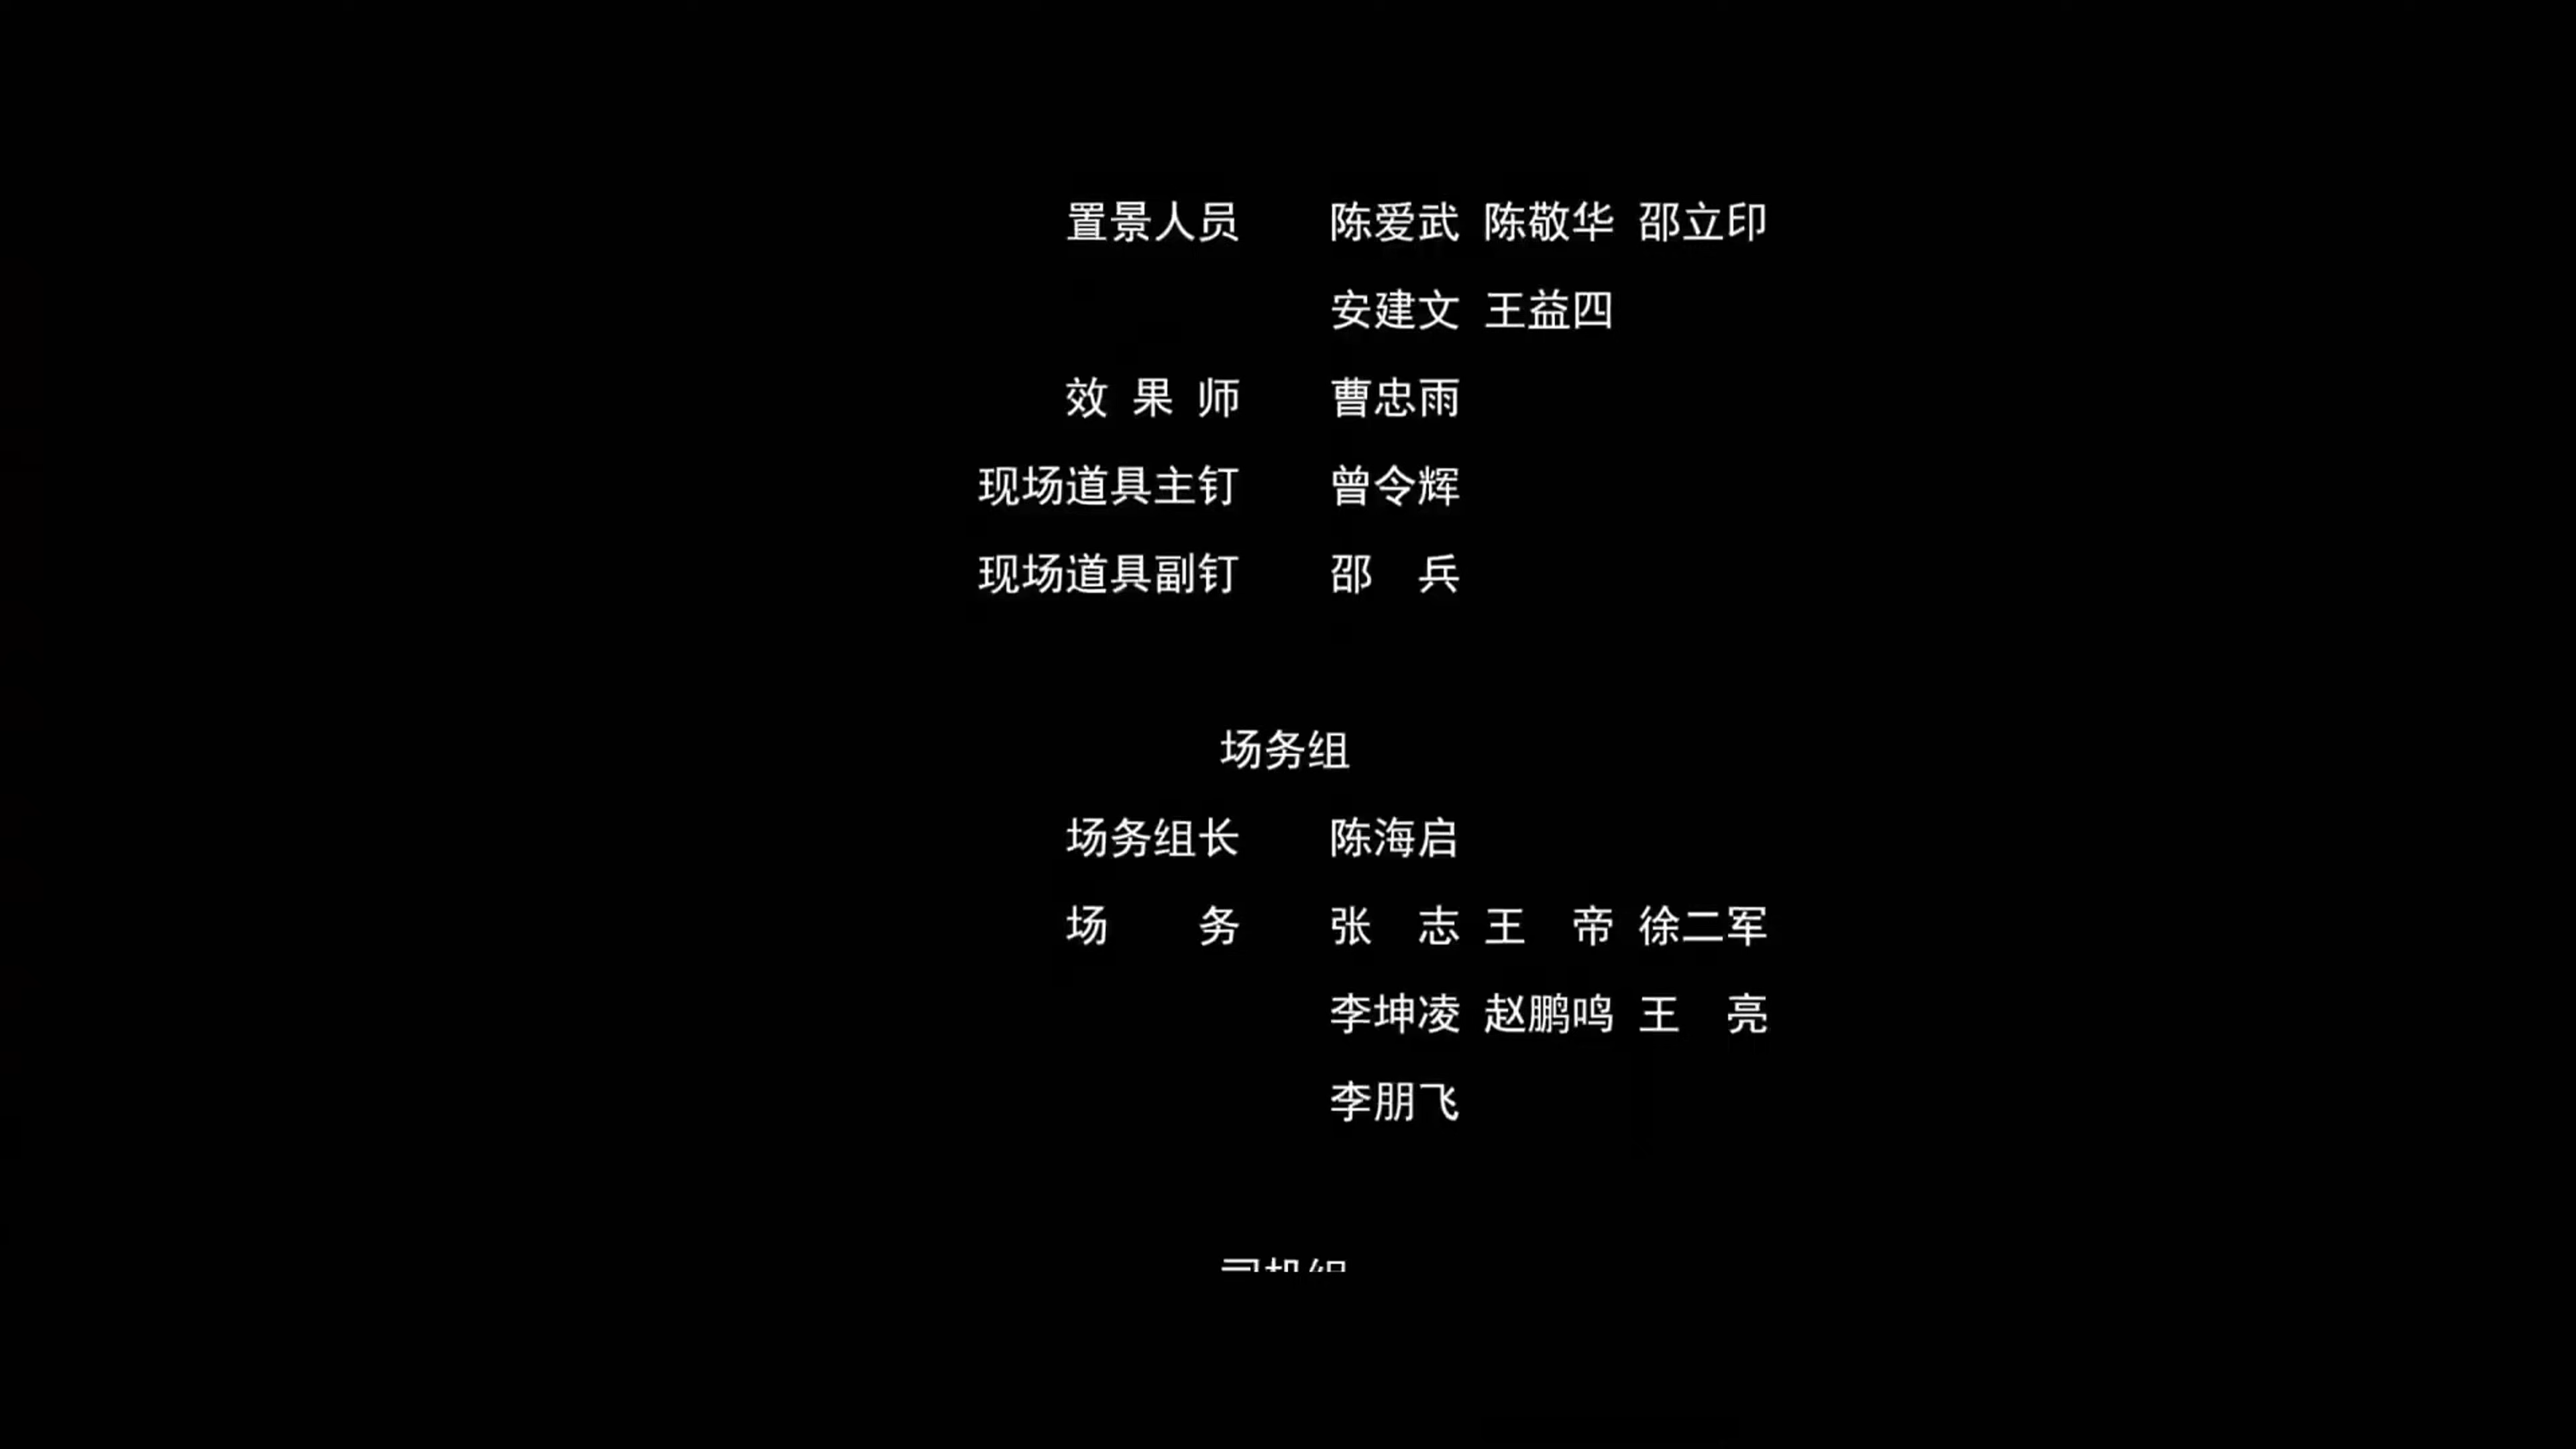 置景人员 陈爱武 陈敬华 邵立印
安建文 王益四
效果师 曹忠雨
现场道具主钉 曾令辉
现场道具副钉 邵兵
场务组
场务组长 陈海启
场务 张志 王帝 徐二军
李坤凌 赵鹏鸣 王亮
李朋飞
司机组